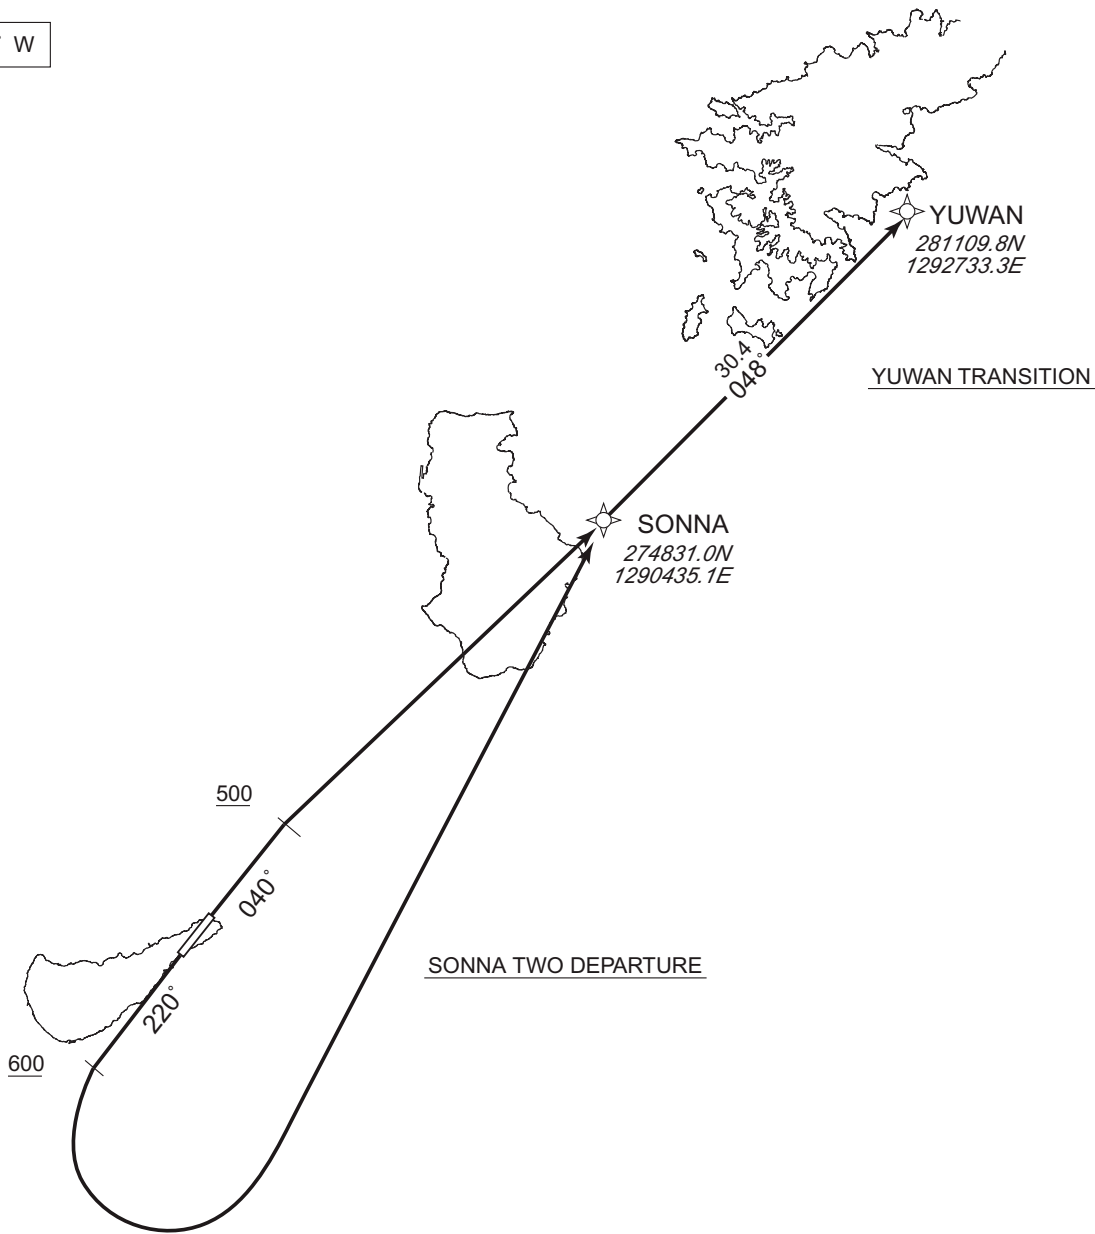 W
YUWAN
281109.8N
1292733.3E
30.4
048°
YUWAN TRANSITION
SONNA
274831.0N
1290435.1E
500
040°
SONNA TWO DEPARTURE
220°
600